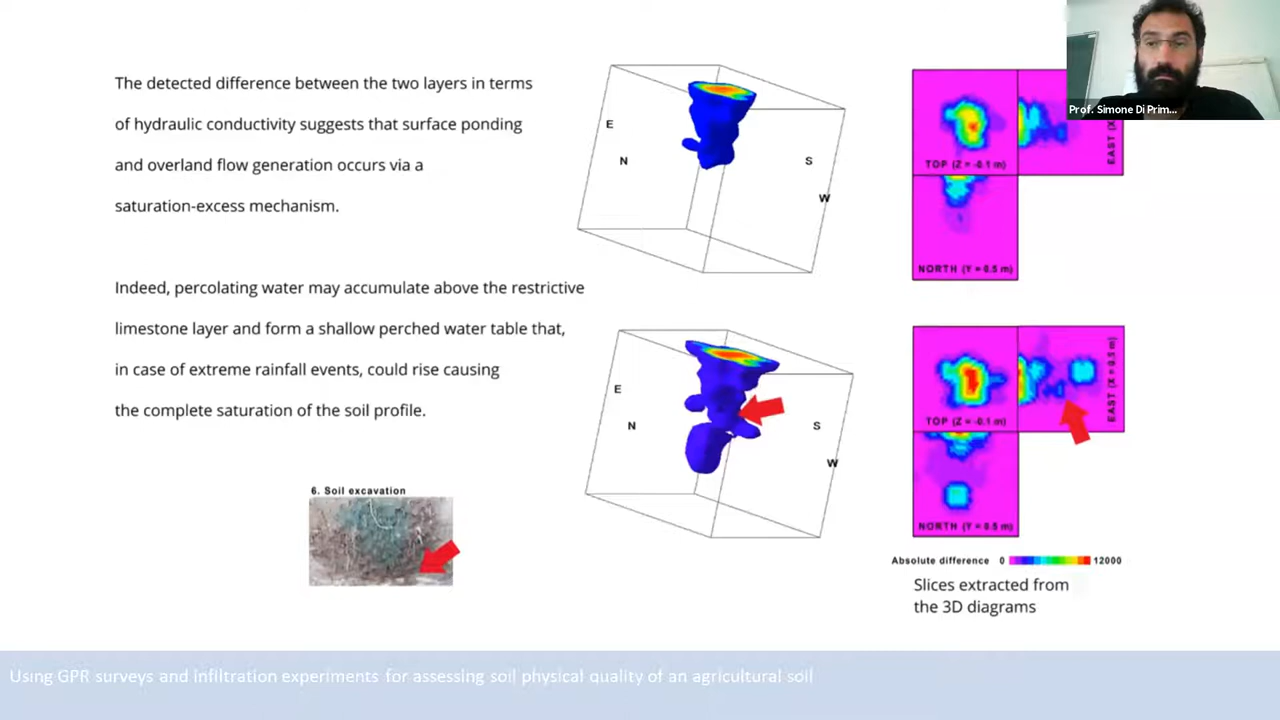 The detected difference between the two layers in terms
of hydraulic conductivity suggests that surface ponding
and overland flow generation occurs via a
saturation-excess mechanism.
Indeed, percolating water may accumulate above the restrictive
limestone layer and form a shallow perched water table that,
in case of extreme rainfall events, could rise causing
the complete saturation of the soil profile.
6. Soil excavation
E
N
S
W
E
N
S
W
Prof. Simone Di Prim...
TOP (Z = -0.1 m)
EAST (X
NORTH (Y = 0.5 m)
TOP (Z = -0.1 m)
EAST (X = 0.5 m)
NORTH (Y = 0.5 m)
Absolute difference 0 12000
Slices extracted from
the 3D diagrams
Using GPR surveys and infiltration experiments for assessing soil physical quality of an agricultural soil